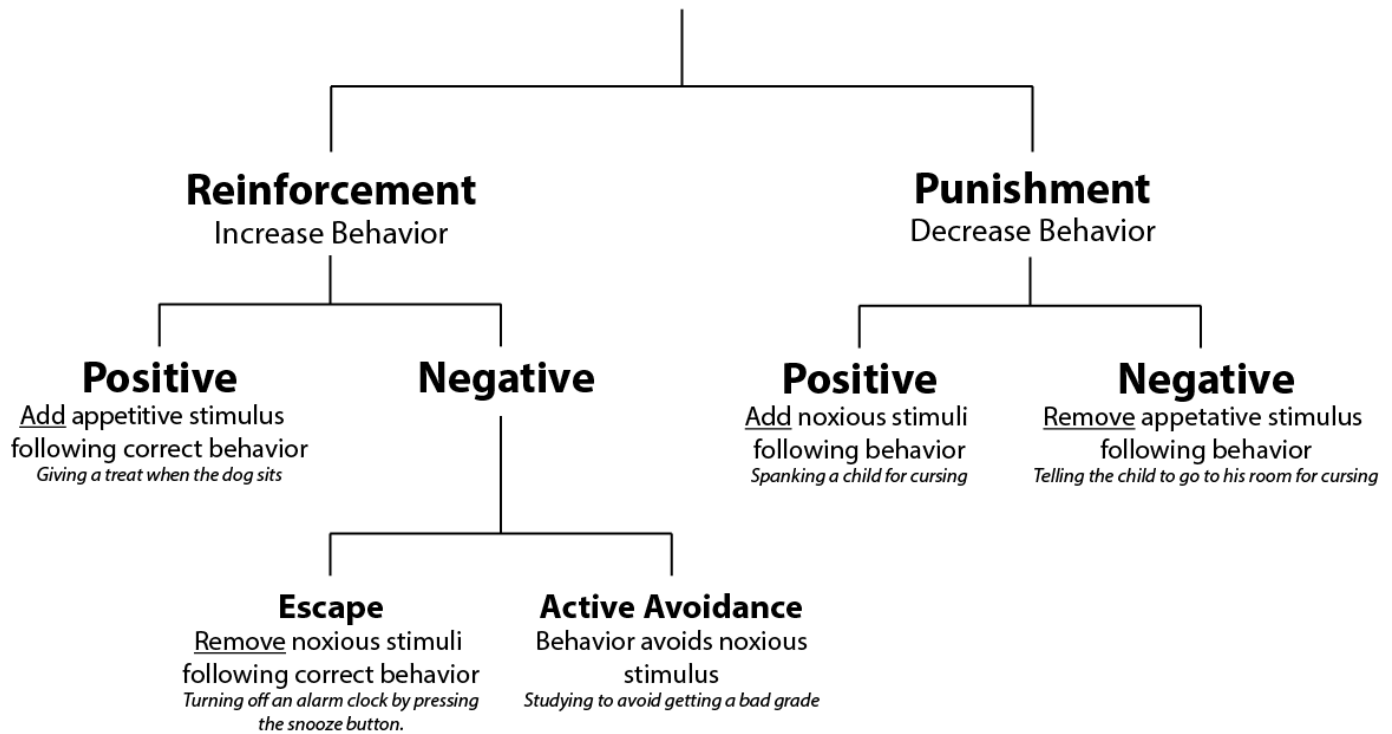 Reinforcement
Increase Behavior
Punishment
Decrease Behavior
Positive
Add appetitive stimulus
following correct behavior
Giving a treat when the dog sits
Negative
Positive
Add noxious stimuli
following behavior
Spanking a child for cursing
Negative
Remove appetative stimulus
following behavior
Telling the child to go to his room for cursing
Escape
Remove noxious stimuli
following correct behavior
Turning off an alarm clock by pressing
the snooze button.
Active Avoidance
Behavior avoids noxious
stimulus
Studying to avoid getting a bad grade